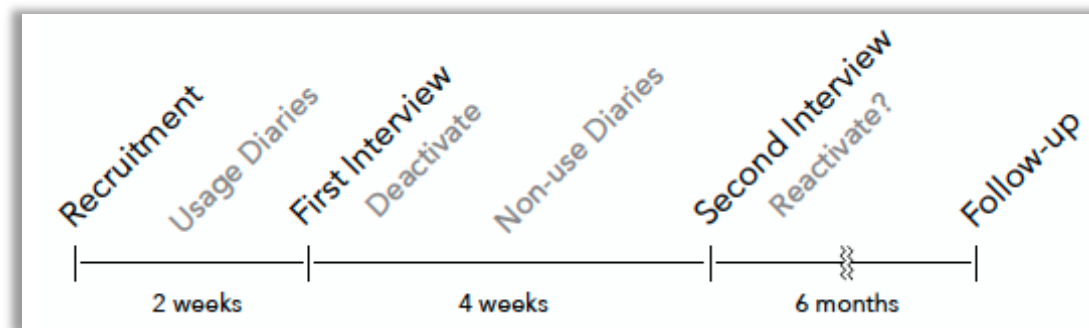 Recruitment
Usage Diaries
First Interview
Deactivate
Non-use Diaries
Second Interview
Reactivate?
Follow-up
2 weeks
4 weeks
6 months